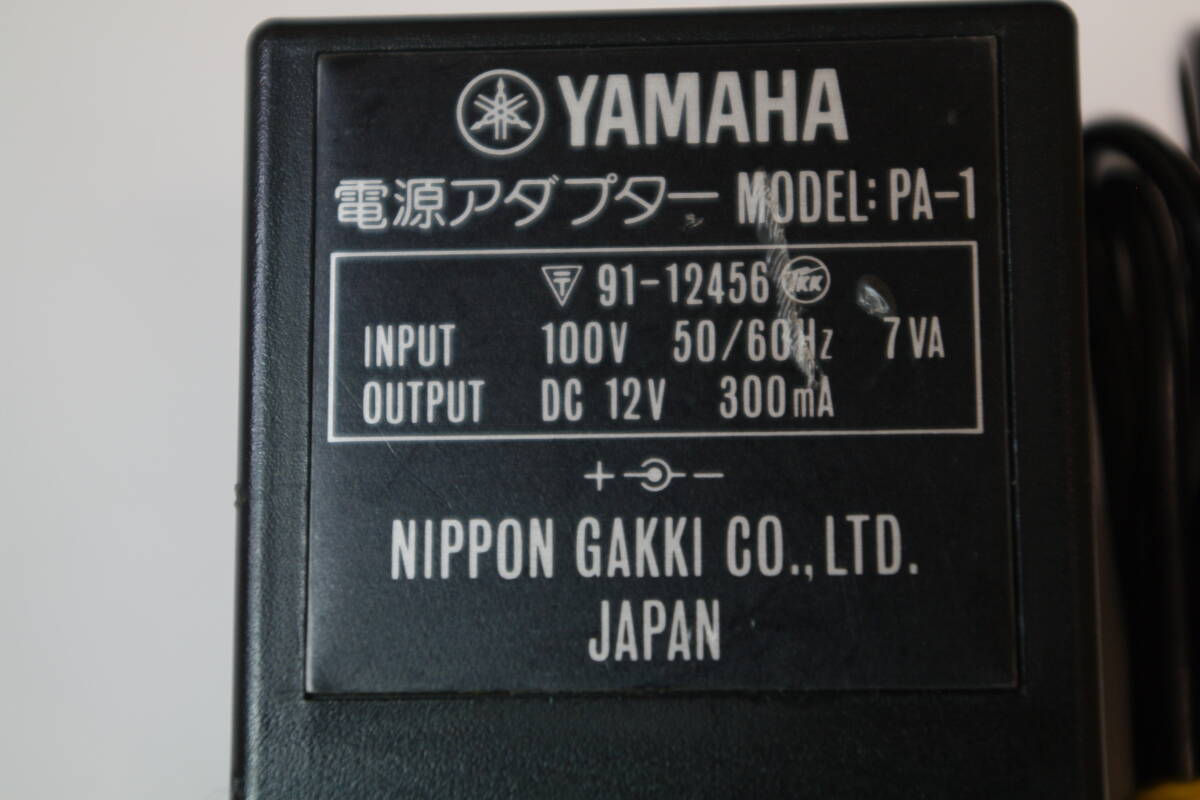 YAMAHA
電源アダプター MODEL: PA-1
〒 91-12456 TKK
INPUT 100V 50/60Hz 7VA
OUTPUT DC 12V 300mA
+ -
NIPPON GAKKI CO., LTD.
JAPAN